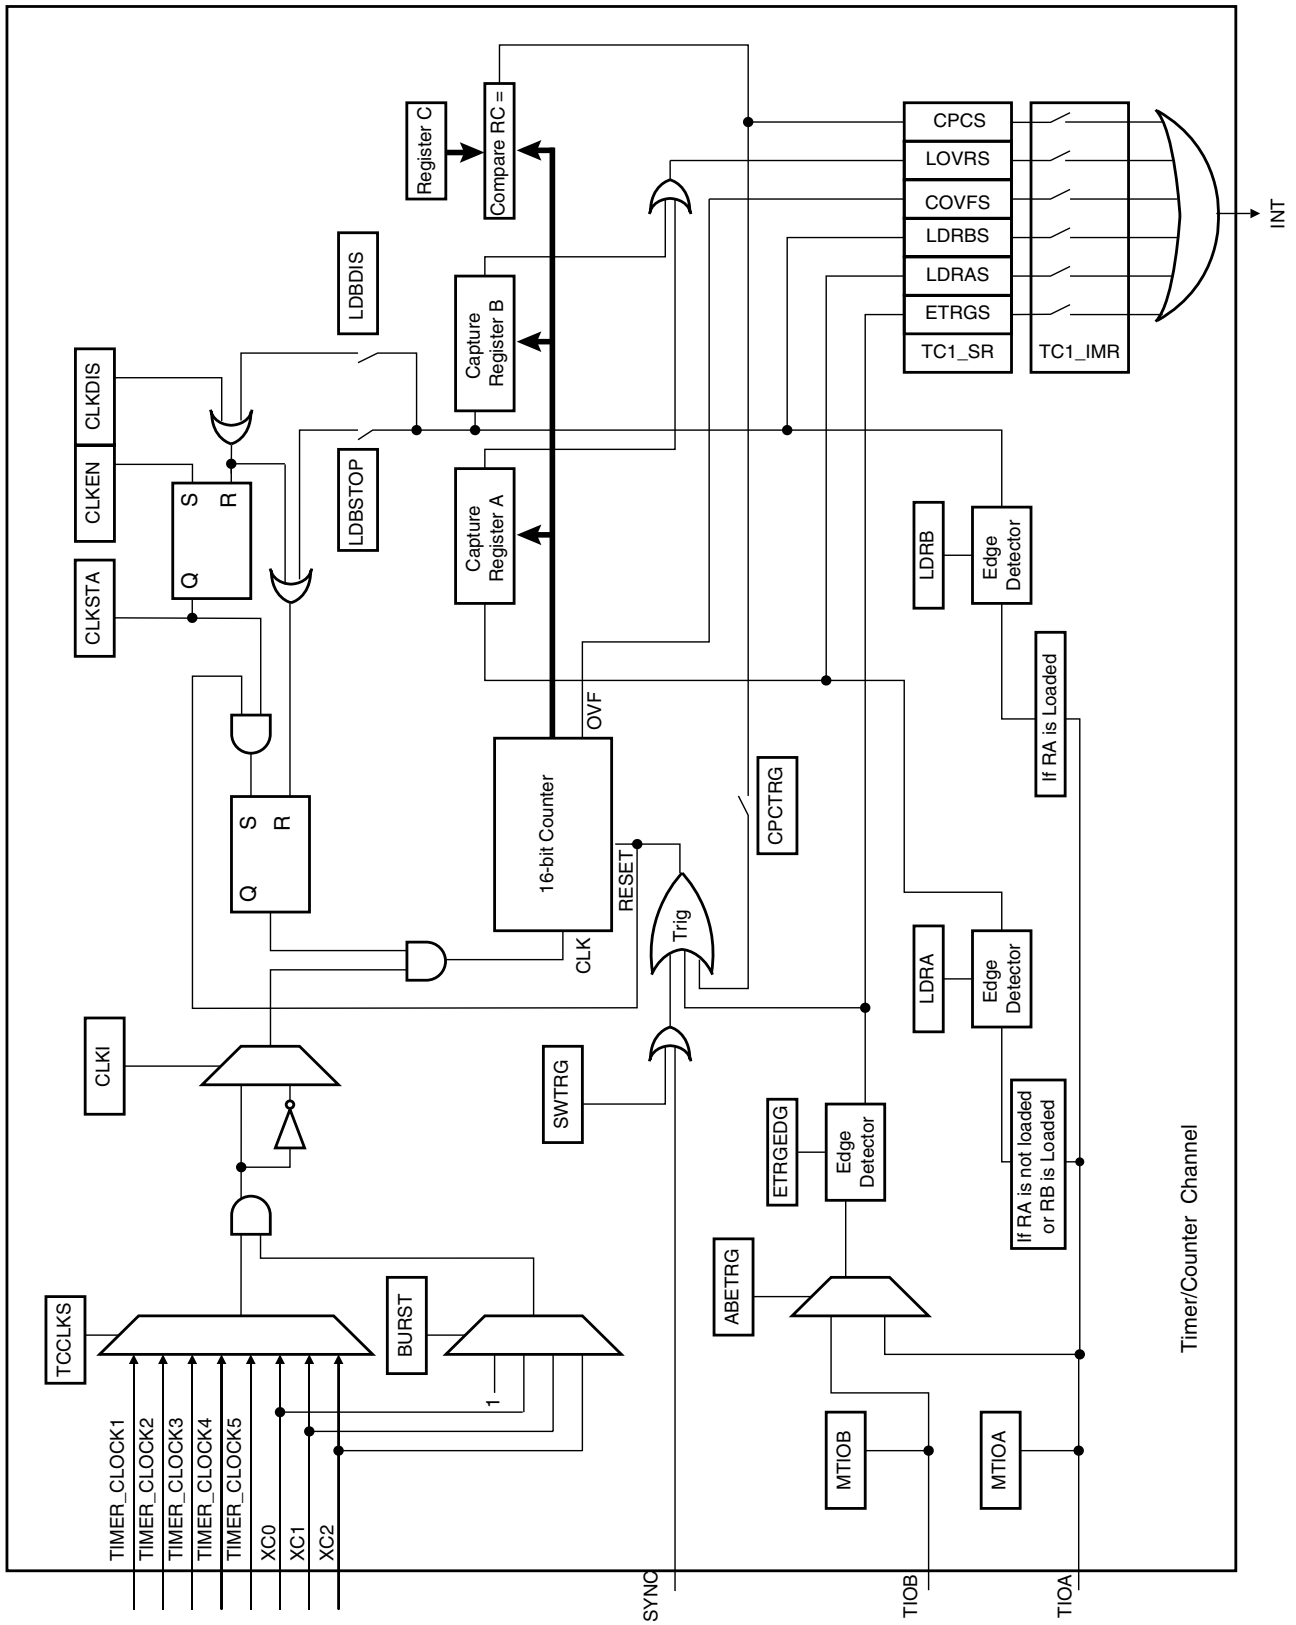 TCCLKS
TIMER_CLOCK1
TIMER_CLOCK2
TIMER_CLOCK3
TIMER_CLOCK4
TIMER_CLOCK5
XC0
XC1
XC2
CLKI
CLKSTA
CLKEN
CLKDIS
Q
S
R
Q
S
R
BURST
1
LDBSTOP
LDBDIS
Register C
Capture
Register A
Capture
Register B
Compare RC =
16-bit Counter
CLK
OVF
RESET
SWTRG
Trig
SYNC
CPCTRG
ABETRG
ETRGEDG
Edge
Detector
MTIOB
TIOB
LDRA
Edge
Detector
LDRB
Edge
Detector
MTIOA
TIOA
If RA is not loaded
or RB is Loaded
If RA is Loaded
CPCS
LOVRS
COVFS
LDRBS
LDRAS
ETRGS
TC1_SR
TC1_IMR
Timer/Counter Channel
INT